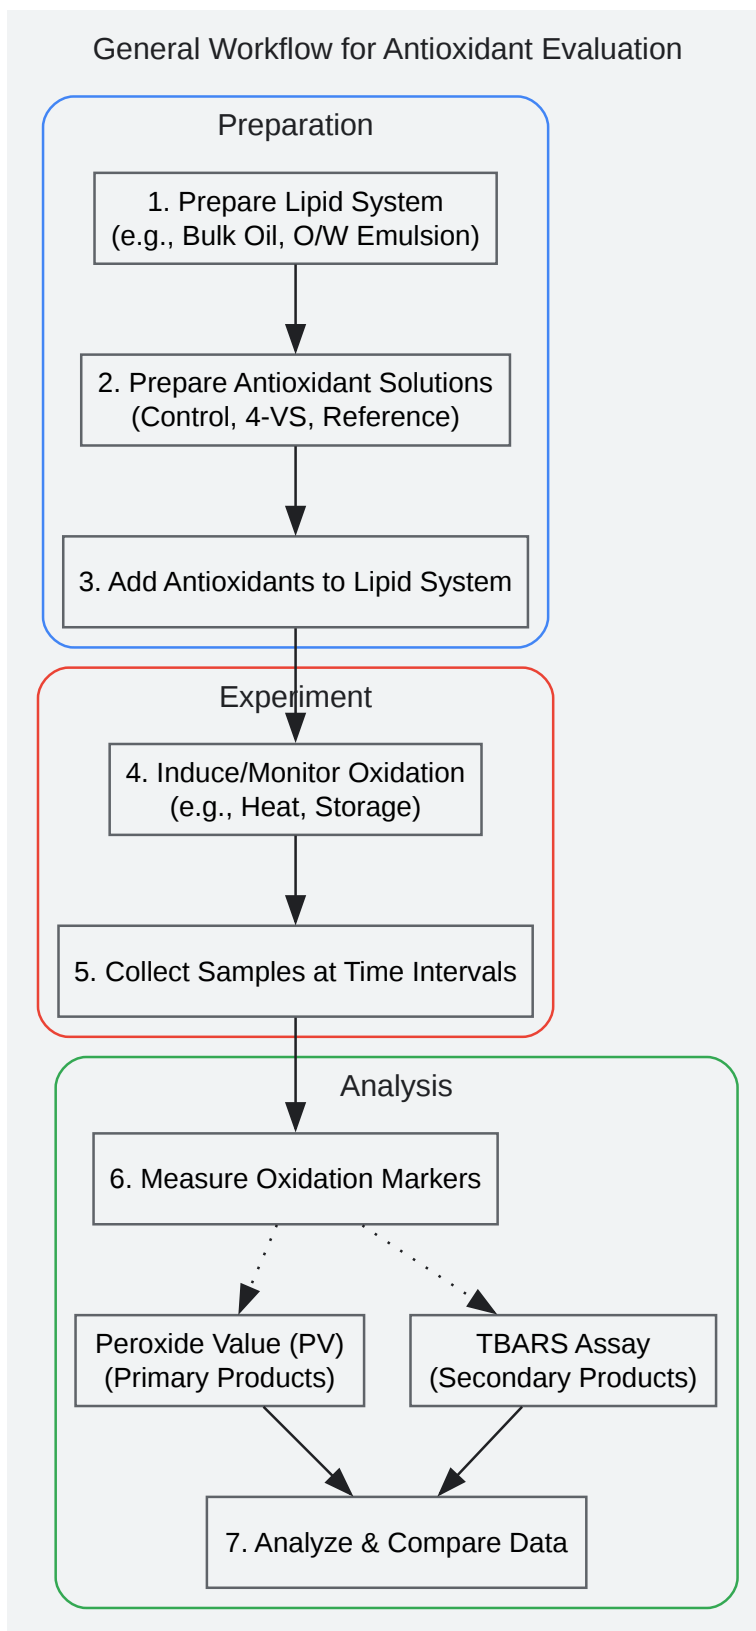 General Workflow for Antioxidant Evaluation
Preparation
1. Prepare Lipid System
(e.g., Bulk Oil, O/W Emulsion)
2. Prepare Antioxidant Solutions
(Control, 4-VS, Reference)
3. Add Antioxidants to Lipid System
Experiment
4. Induce/Monitor Oxidation
(e.g., Heat, Storage)
5. Collect Samples at Time Intervals
Analysis
6. Measure Oxidation Markers
Peroxide Value (PV)
(Primary Products)
TBARS Assay
(Secondary Products)
7. Analyze & Compare Data